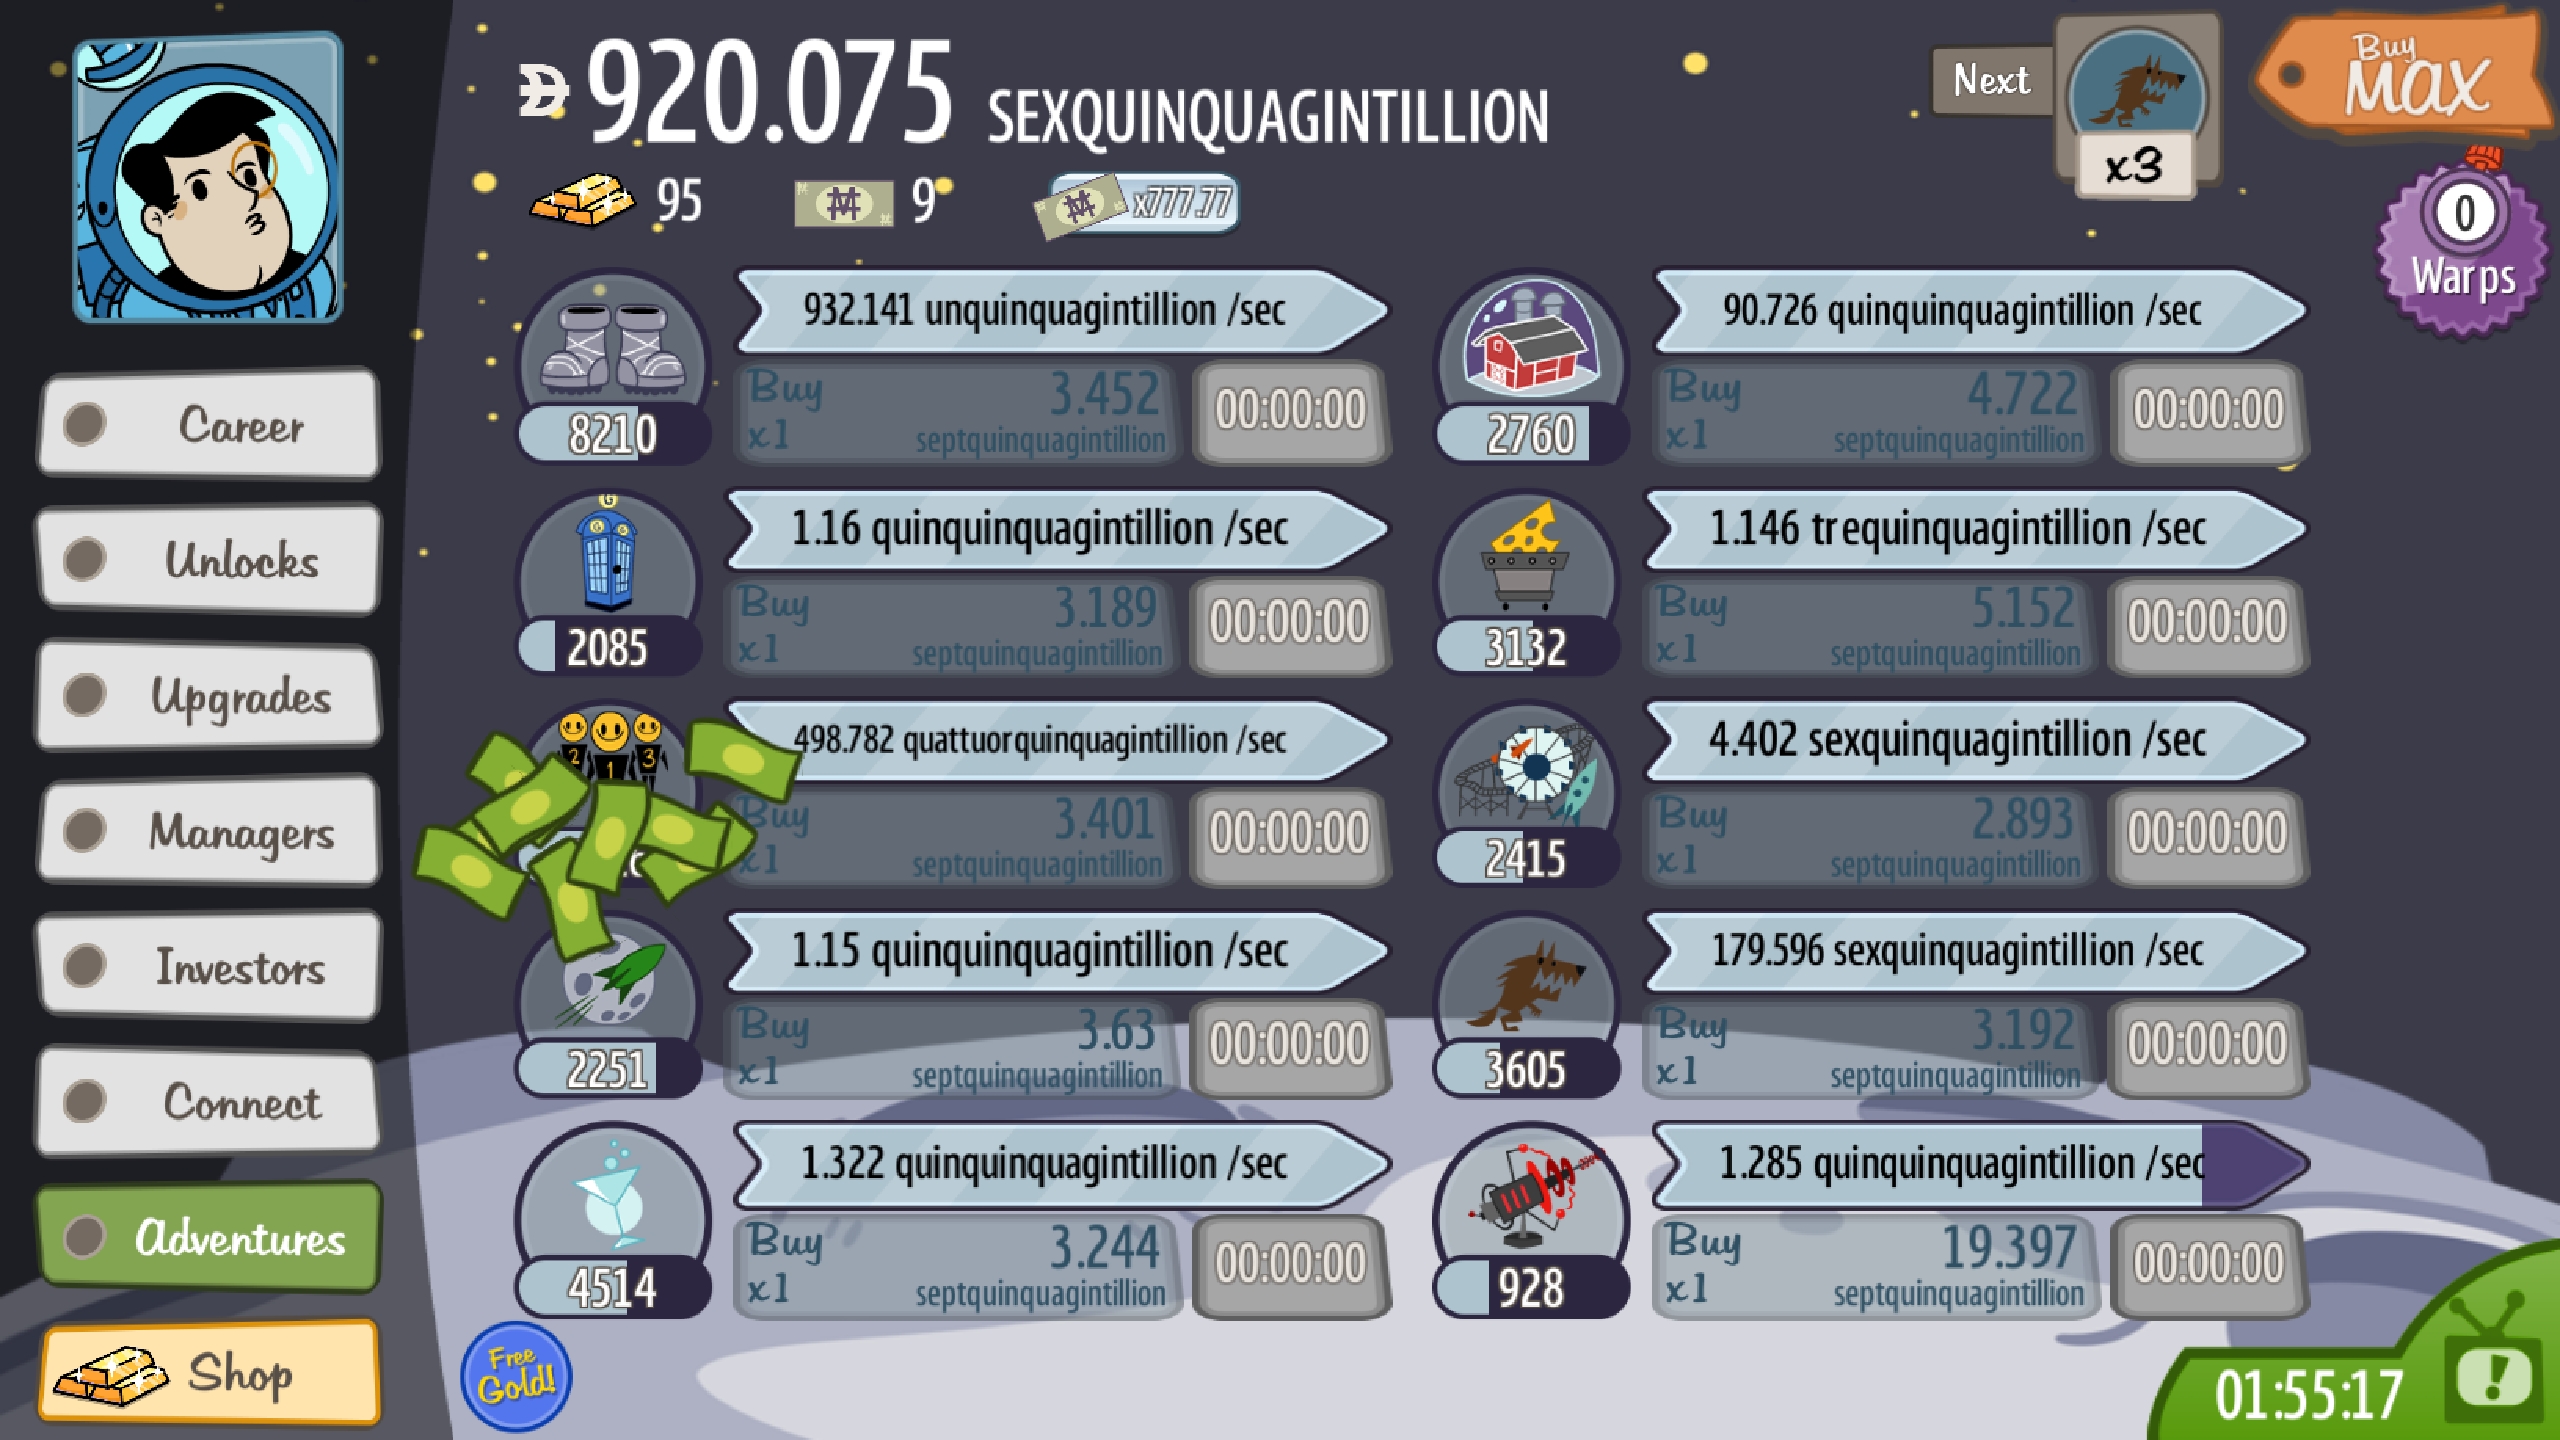 920.075 SEXQUINQUAGINTILLION
95
9
x777.77
Next
x3
Buy
MAX
0
Warps
Career
Unlocks
Upgrades
Managers
Investors
Connect
Adventures
Shop
932.141 unquinquagintillion /sec
Buy
x1
3.452
septquinquagintillion
00:00:00
8210
90.726 quinquinquagintillion /sec
Buy
x1
4.722
septquinquagintillion
00:00:00
2760
G
1.16 quinquinquagintillion /sec
Buy
x1
3.189
septquinquagintillion
00:00:00
2085
1.146 trequinquagintillion /sec
Buy
x1
5.152
septquinquagintillion
00:00:00
3132
2 1 3
498.782 quattuorquinquagintillion /sec
Buy
x1
3.401
septquinquagintillion
00:00:00
4.402 sexquinquagintillion /sec
Buy
x1
2.893
septquinquagintillion
00:00:00
2415
1.15 quinquinquagintillion /sec
Buy
x1
3.63
septquinquagintillion
00:00:00
2251
179.596 sexquinquagintillion /sec
Buy
x1
3.192
septquinquagintillion
00:00:00
3605
1.322 quinquinquagintillion /sec
Buy
x1
3.244
septquinquagintillion
00:00:00
4514
1.285 quinquinquagintillion /sec
Buy
x1
19.397
septquinquagintillion
00:00:00
928
Free
Gold!
01:55:17
!